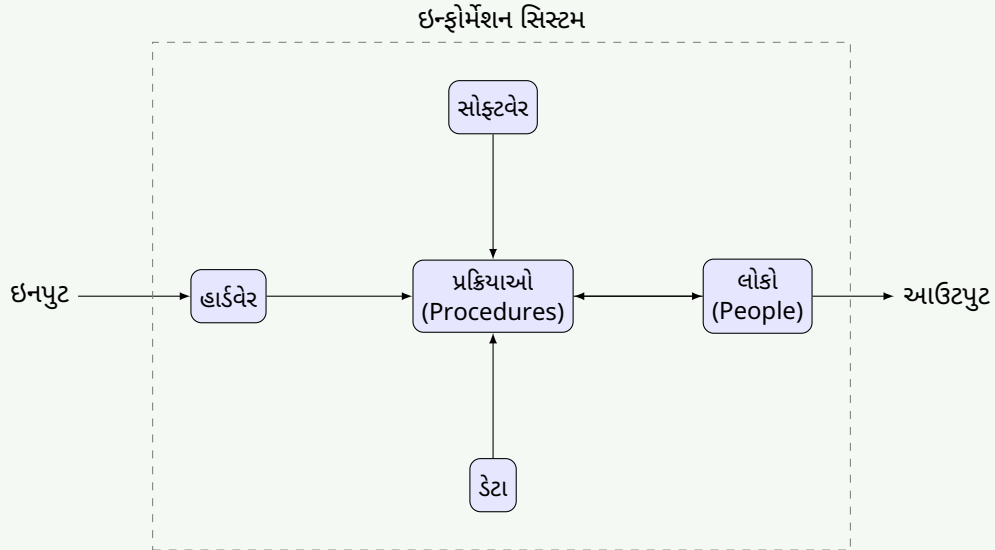 ઇન્ફોર્મેશન સિસ્ટમ
સોફ્ટવેર
ઇનપુટ
હાર્ડવેર
પ્રક્રિયાઓ
(Procedures)
લોકો
(People)
આઉટપુટ
ડેટા